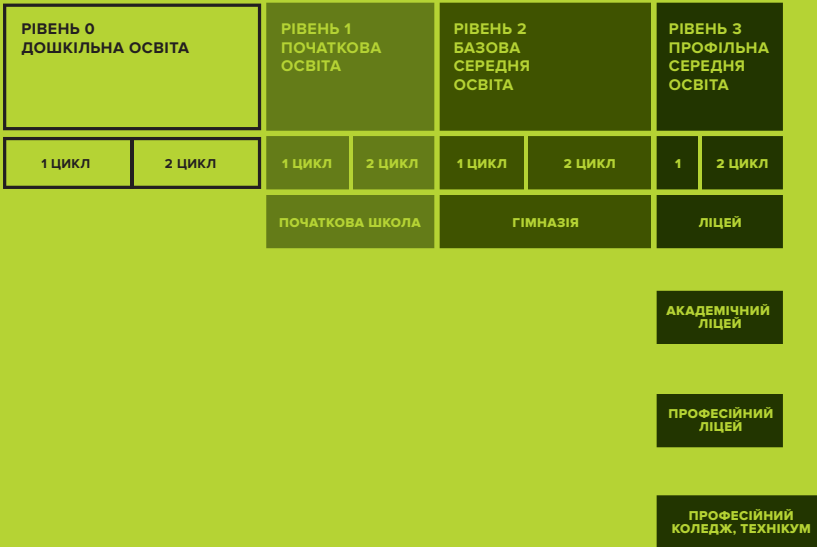 РІВЕНЬ 0
ДОШКІЛЬНА ОСВІТА
РІВЕНЬ 1
ПОЧАТКОВА
ОСВІТА
РІВЕНЬ 2
БАЗОВА
СЕРЕДНЯ
ОСВІТА
РІВЕНЬ 3
ПРОФІЛЬНА
СЕРЕДНЯ
ОСВІТА
1 ЦИКЛ
2 ЦИКЛ
1 ЦИКЛ
2 ЦИКЛ
1 ЦИКЛ
2 ЦИКЛ
1
2 ЦИКЛ
ПОЧАТКОВА ШКОЛА
ГІМНАЗІЯ
ЛІЦЕЙ
АКАДЕМІЧНИЙ
ЛІЦЕЙ
ПРОФЕСІЙНИЙ
ЛІЦЕЙ
ПРОФЕСІЙНИЙ
КОЛЕДЖ, ТЕХНІКУМ